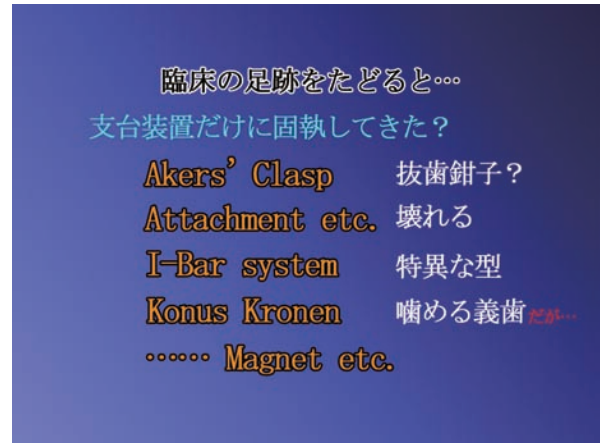 臨床の足跡をたどると…
支台装置だけに固執してきた？
Akers' Clasp 抜歯鉗子？
Attachment etc. 壊れる
I-Bar system 特異な型
Konus Kronen 噛める義歯だが…
…… Magnet etc.